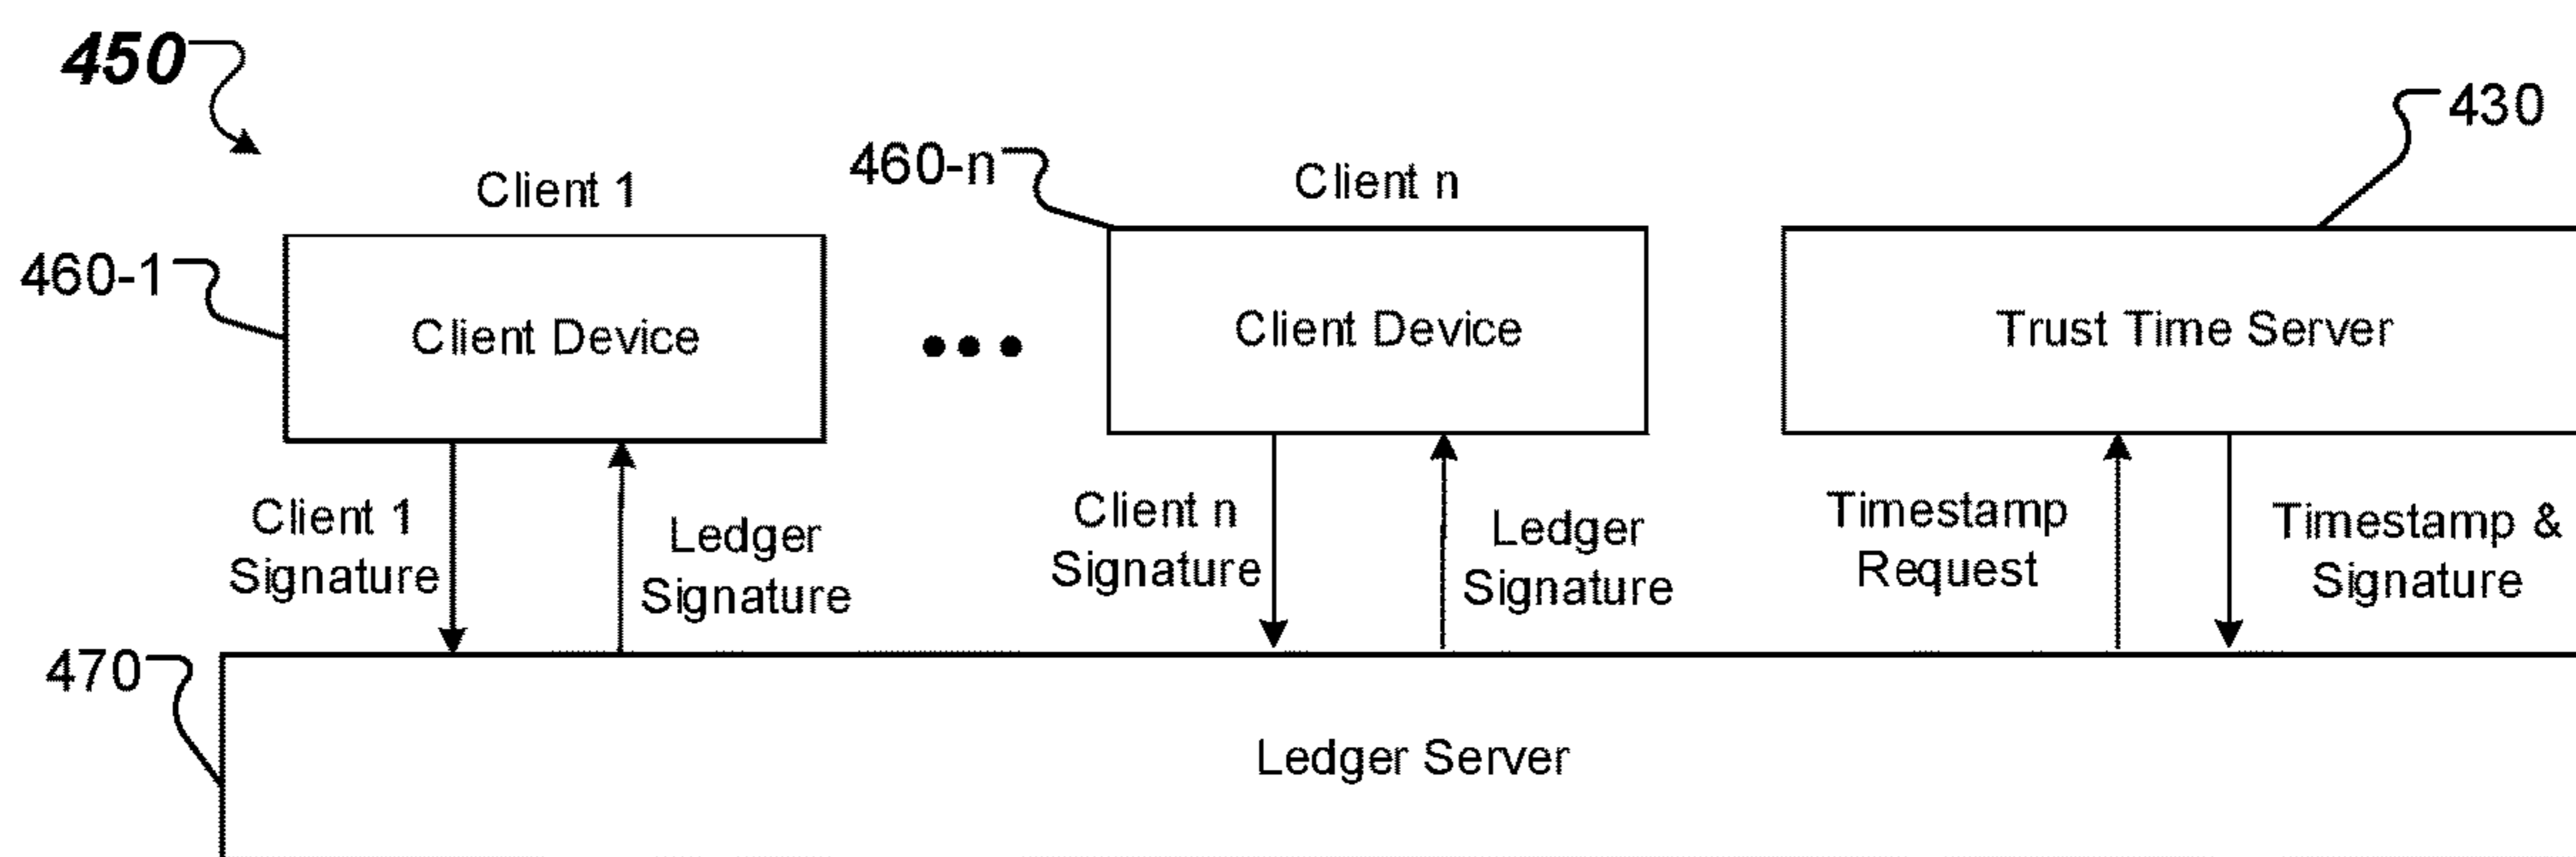 450
430
460-n
Client 1
Client n
460-1
Client Device
Client Device
Trust Time Server
Client 1
Signature
Ledger
Signature
Client n
Signature
Ledger
Signature
Timestamp
Request
Timestamp &
Signature
470
Ledger Server